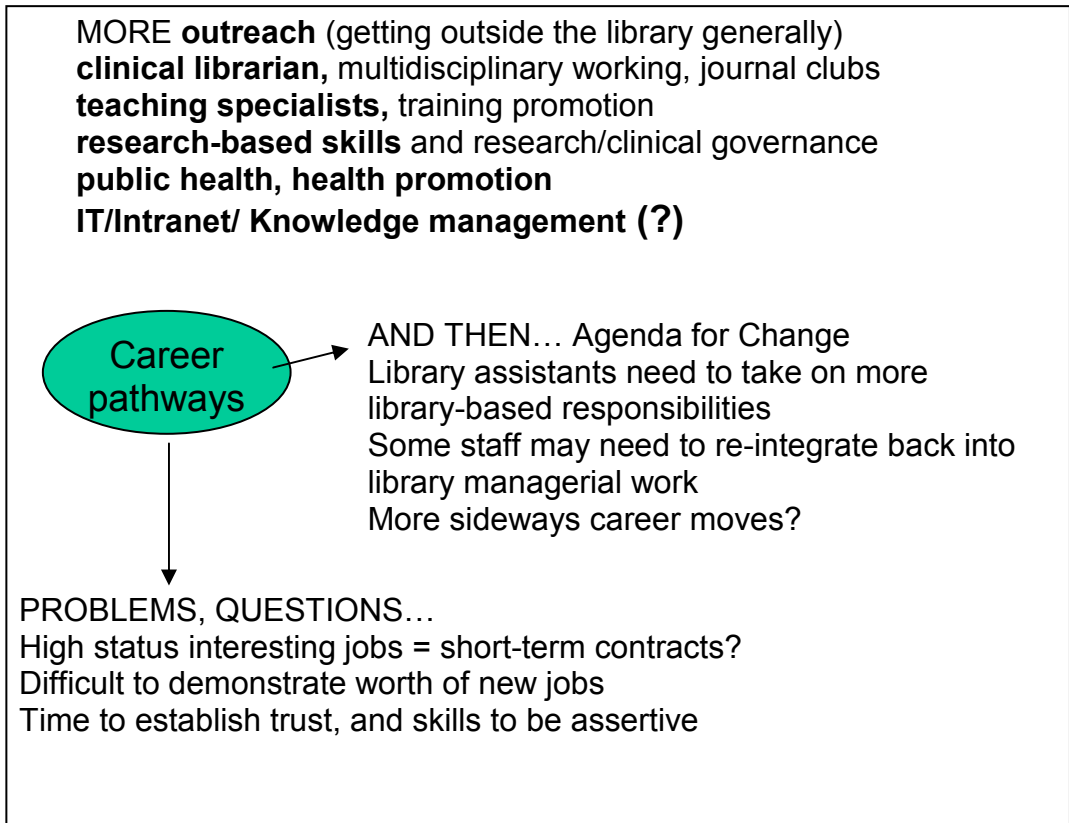 MORE outreach (getting outside the library generally)
clinical librarian, multidisciplinary working, journal clubs
teaching specialists, training promotion
research-based skills and research/clinical governance
public health, health promotion
IT/Intranet/ Knowledge management (?)
Career
pathways
AND THEN… Agenda for Change
Library assistants need to take on more
library-based responsibilities
Some staff may need to re-integrate back into
library managerial work
More sideways career moves?
PROBLEMS, QUESTIONS…
High status interesting jobs = short-term contracts?
Difficult to demonstrate worth of new jobs
Time to establish trust, and skills to be assertive